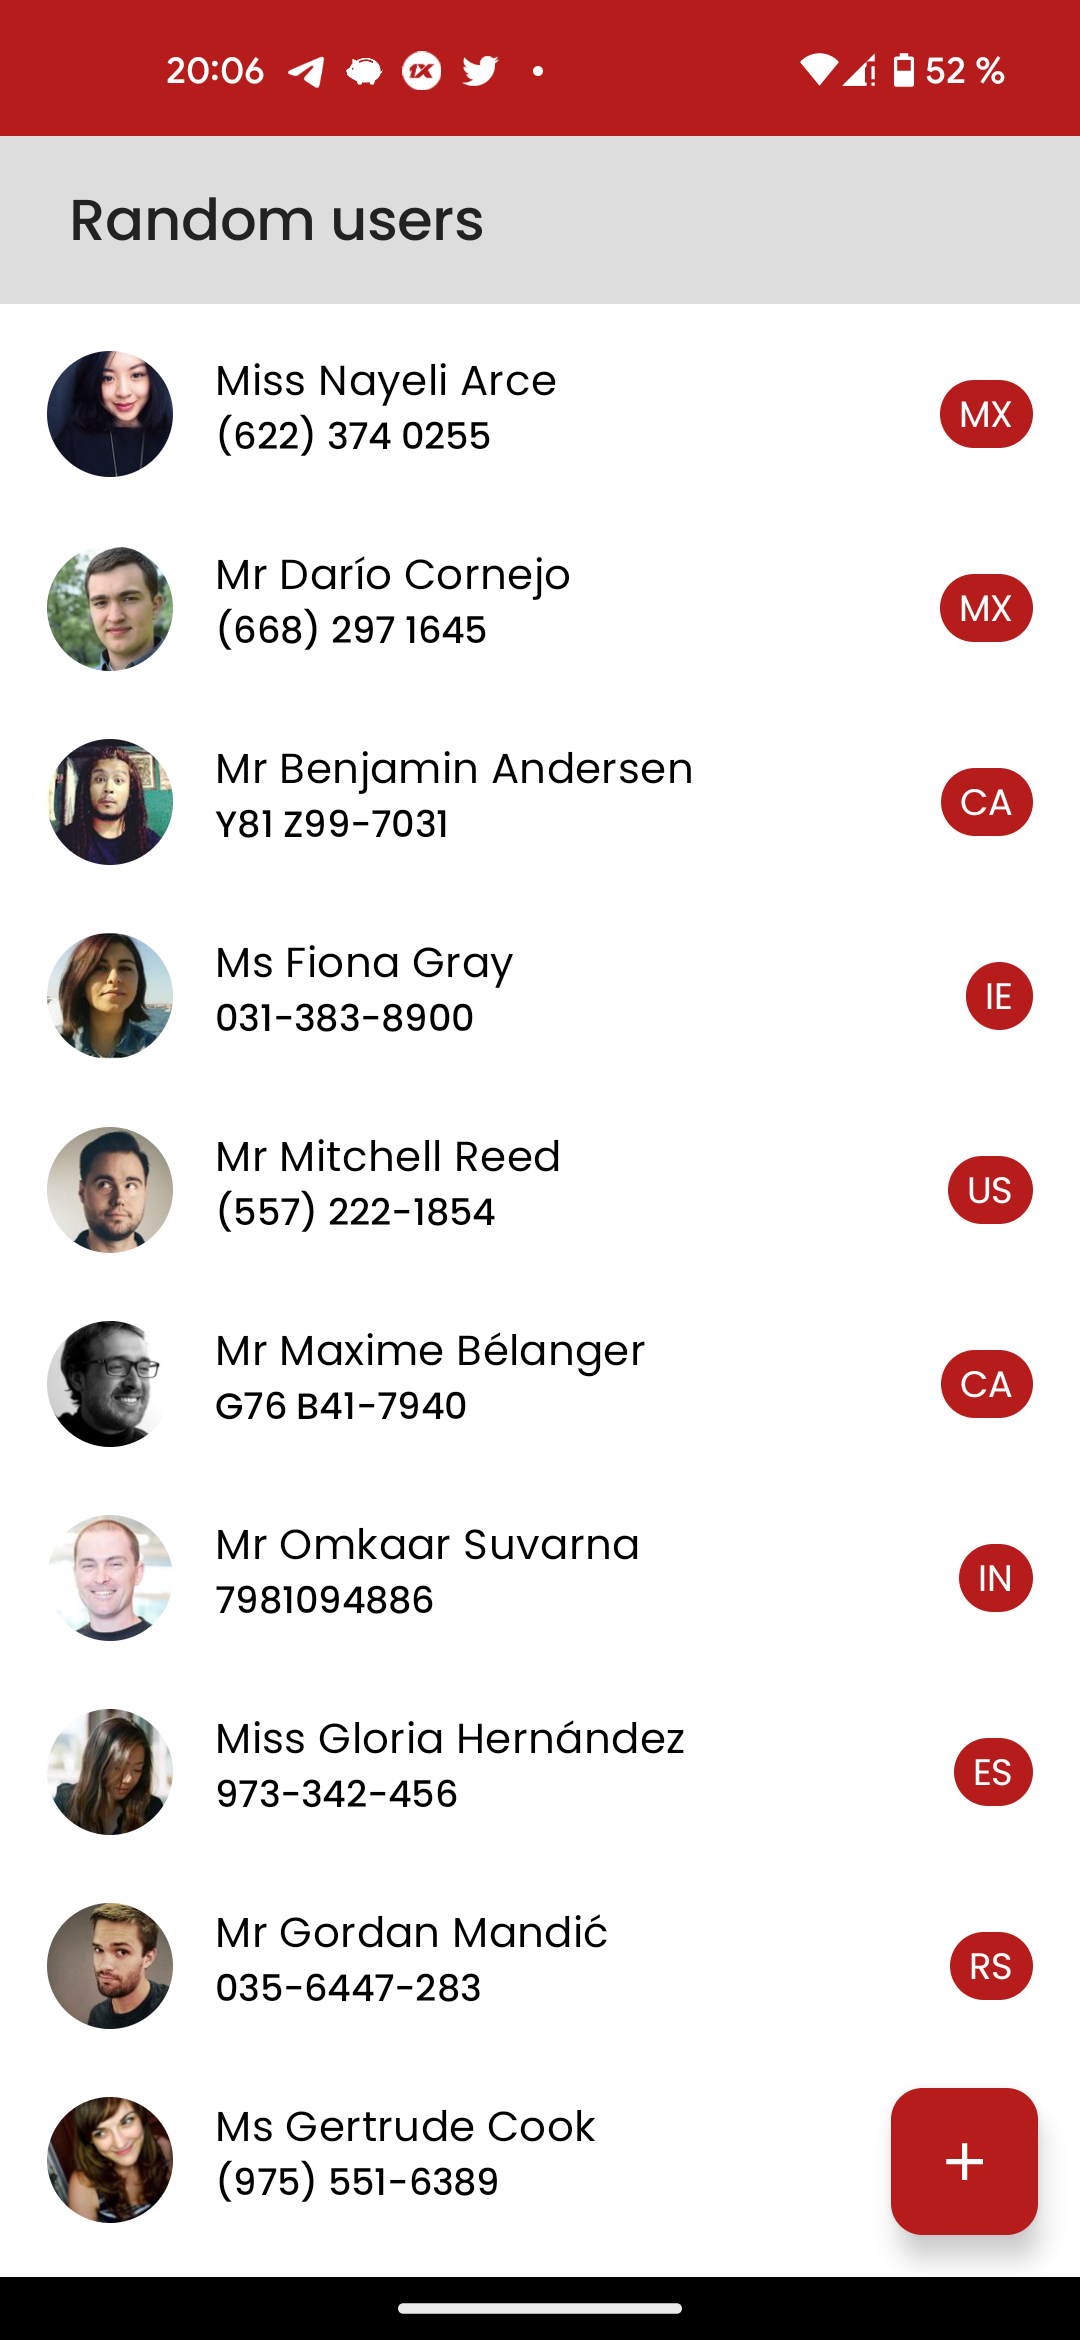 20:06
1X
52 %
Random users
Miss Nayeli Arce
(622) 374 0255
MX
Mr Darío Cornejo
(668) 297 1645
MX
Mr Benjamin Andersen
Y81 Z99-7031
CA
Ms Fiona Gray
031-383-8900
IE
Mr Mitchell Reed
(557) 222-1854
US
Mr Maxime Bélanger
G76 B41-7940
CA
Mr Omkaar Suvarna
7981094886
IN
Miss Gloria Hernández
973-342-456
ES
Mr Gordan Mandić
035-6447-283
RS
Ms Gertrude Cook
(975) 551-6389
+